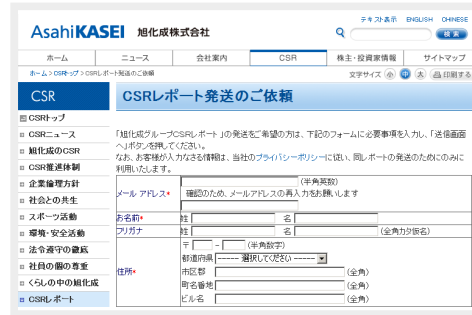 テキスト表示 ENGLISH CHINESE
AsahiKASEI 旭化成株式会社
検索
ホーム ニュース 会社案内 CSR 株主・投資家情報 サイトマップ
ホーム > CSRトップ > CSRレポート発送のご依頼
文字サイズ 小 中 大 印刷する
CSR
CSRレポート発送のご依頼
CSRトップ
CSRニュース
旭化成のCSR
CSR推進体制
企業倫理方針
社会との共生
スポーツ活動
環境・安全活動
法令遵守の徹底
社員の個の尊重
くらしの中の旭化成
CSRレポート
「旭化成グループCSRレポート」の発送をご希望の方は、下記のフォームに必要事項を入力し、「送信画面
へ」ボタンを押してください。
なお、お客様が入力なさる情報は、当社のプライバシーポリシーに従い、同レポートの発送のためにのみに
利用いたします。
メール アドレス*
(半角英数)
確認のため、メールアドレスの再入力をお願いします
お名前* 姓 名
フリガナ 姓 名 (全角カタカナ)
住所*
〒 - (半角数字)
都道府県 ----- 選択してください -----
市区郡 (全角)
町名番地 (全角)
ビル名 (全角)